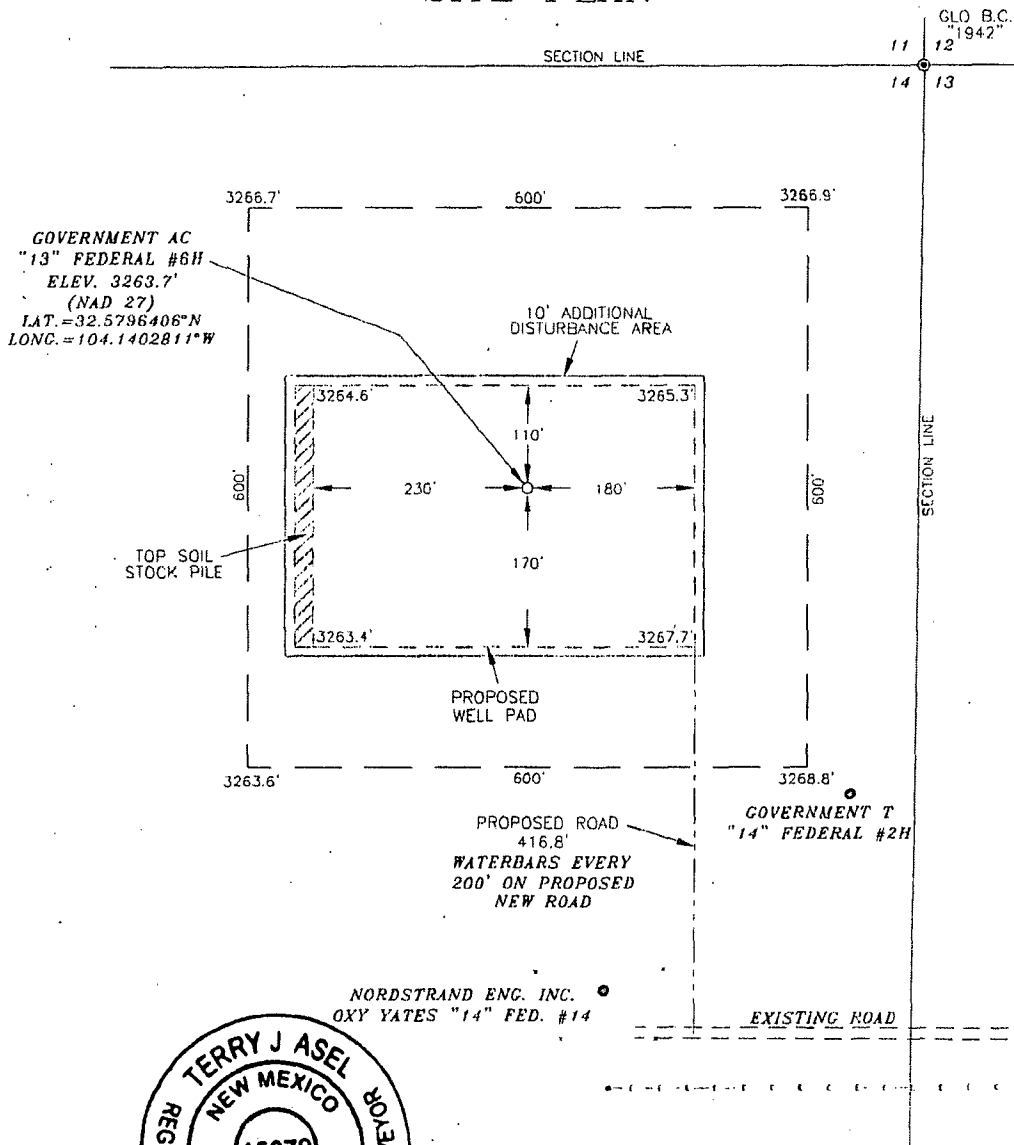 GLO B.C.
"1942"
11 12
SECTION LINE
14 13
3266.7'
600'
3266.9'
GOVERNMENT AC
"13" FEDERAL #6H
ELEV. 3263.7'
(NAD 27)
LAT.=32.5796406°N
LONG.=104.1402811°W
10' ADDITIONAL
DISTURBANCE AREA
3264.6'
3265.3'
110'
SECTION LINE
600'
230'
180'
600'
TOP SOIL
STOCK PILE
170'
3263.4'
3267.7'
PROPOSED
WELL PAD
3263.6'
600'
3268.8'
GOVERNMENT T
"14" FEDERAL #2H
PROPOSED ROAD
416.8'
WATERBARS EVERY
200' ON PROPOSED
NEW ROAD
NORDSTRAND ENG. INC.
OXY YATES "14" FED. #14
EXISTING ROAD
TERRY J ASEL
NEW MEXICO